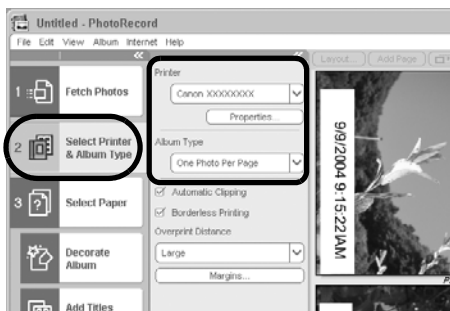 Untitled - PhotoRecord
File Edit View Album Internet Help
1 Fetch Photos
2 Select Printer
& Album Type
3 Select Paper
Decorate
Album
Add Titles
Printer
Canon XXXXXXXX
Properties...
Album Type
One Photo Per Page
Automatic Clipping
Borderless Printing
Overprint Distance
Large
Margins...
Layout... Add Page
9/9/2004 9:15:22 AM
P